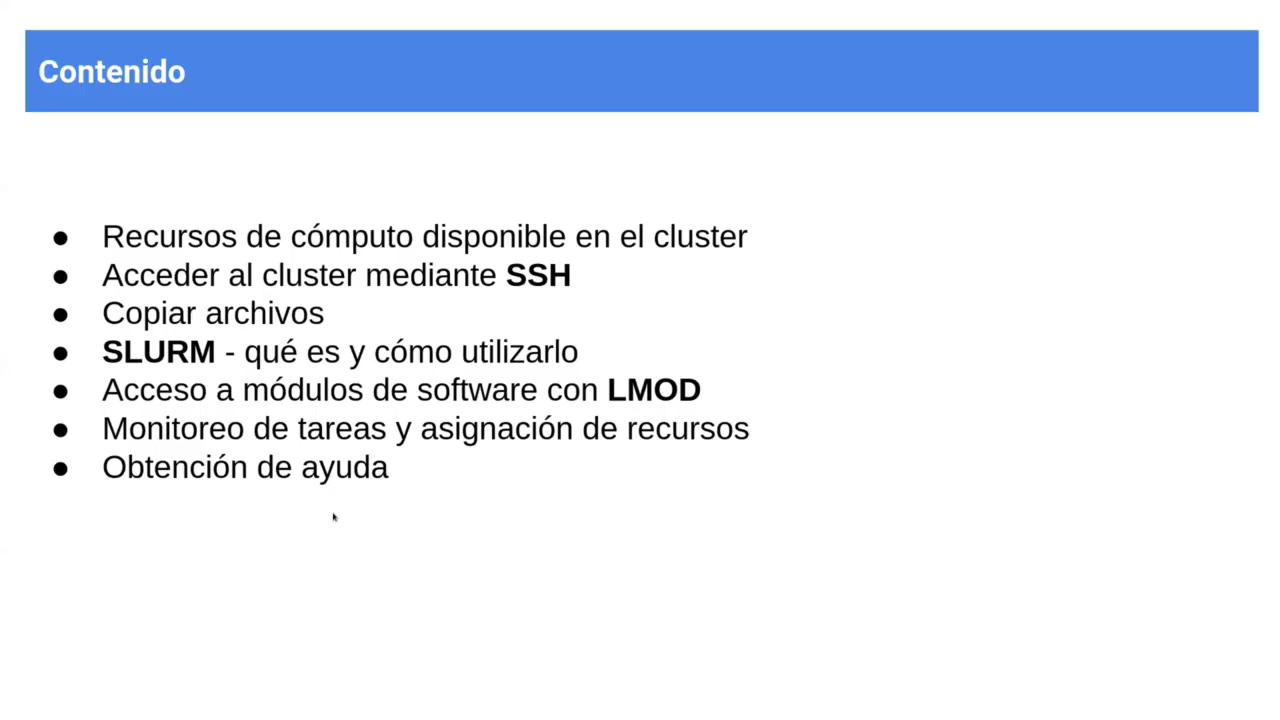 Contenido
● Recursos de cómputo disponible en el cluster
● Acceder al cluster mediante SSH
● Copiar archivos
● SLURM - qué es y cómo utilizarlo
● Acceso a módulos de software con LMOD
● Monitoreo de tareas y asignación de recursos
● Obtención de ayuda